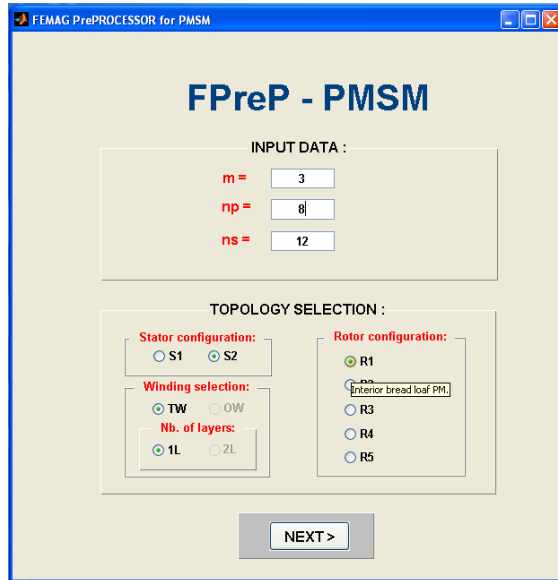 FEMAG PrePROCESSOR for PMSM
FPreP - PMSM
INPUT DATA :
m = 3
np = 8
ns = 12
TOPOLOGY SELECTION :
Stator configuration:
S1 S2
Winding selection:
TW OW
Nb. of layers:
1L 2L
Rotor configuration:
R1
Interior bread loaf PM.
R3
R4
R5
NEXT >